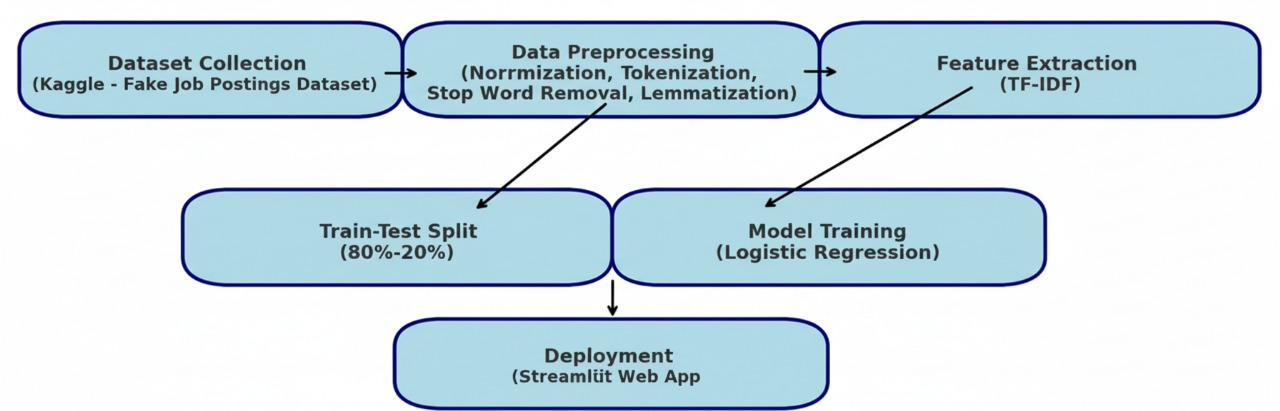 Dataset Collection
(Kaggle - Fake Job Postings Dataset)
Data Preprocessing
(Norrmization, Tokenization,
Stop Word Removal, Lemmatization)
Feature Extraction
(TF-IDF)
Train-Test Split
(80%-20%)
Model Training
(Logistic Regression)
Deployment
(Streamlüt Web App